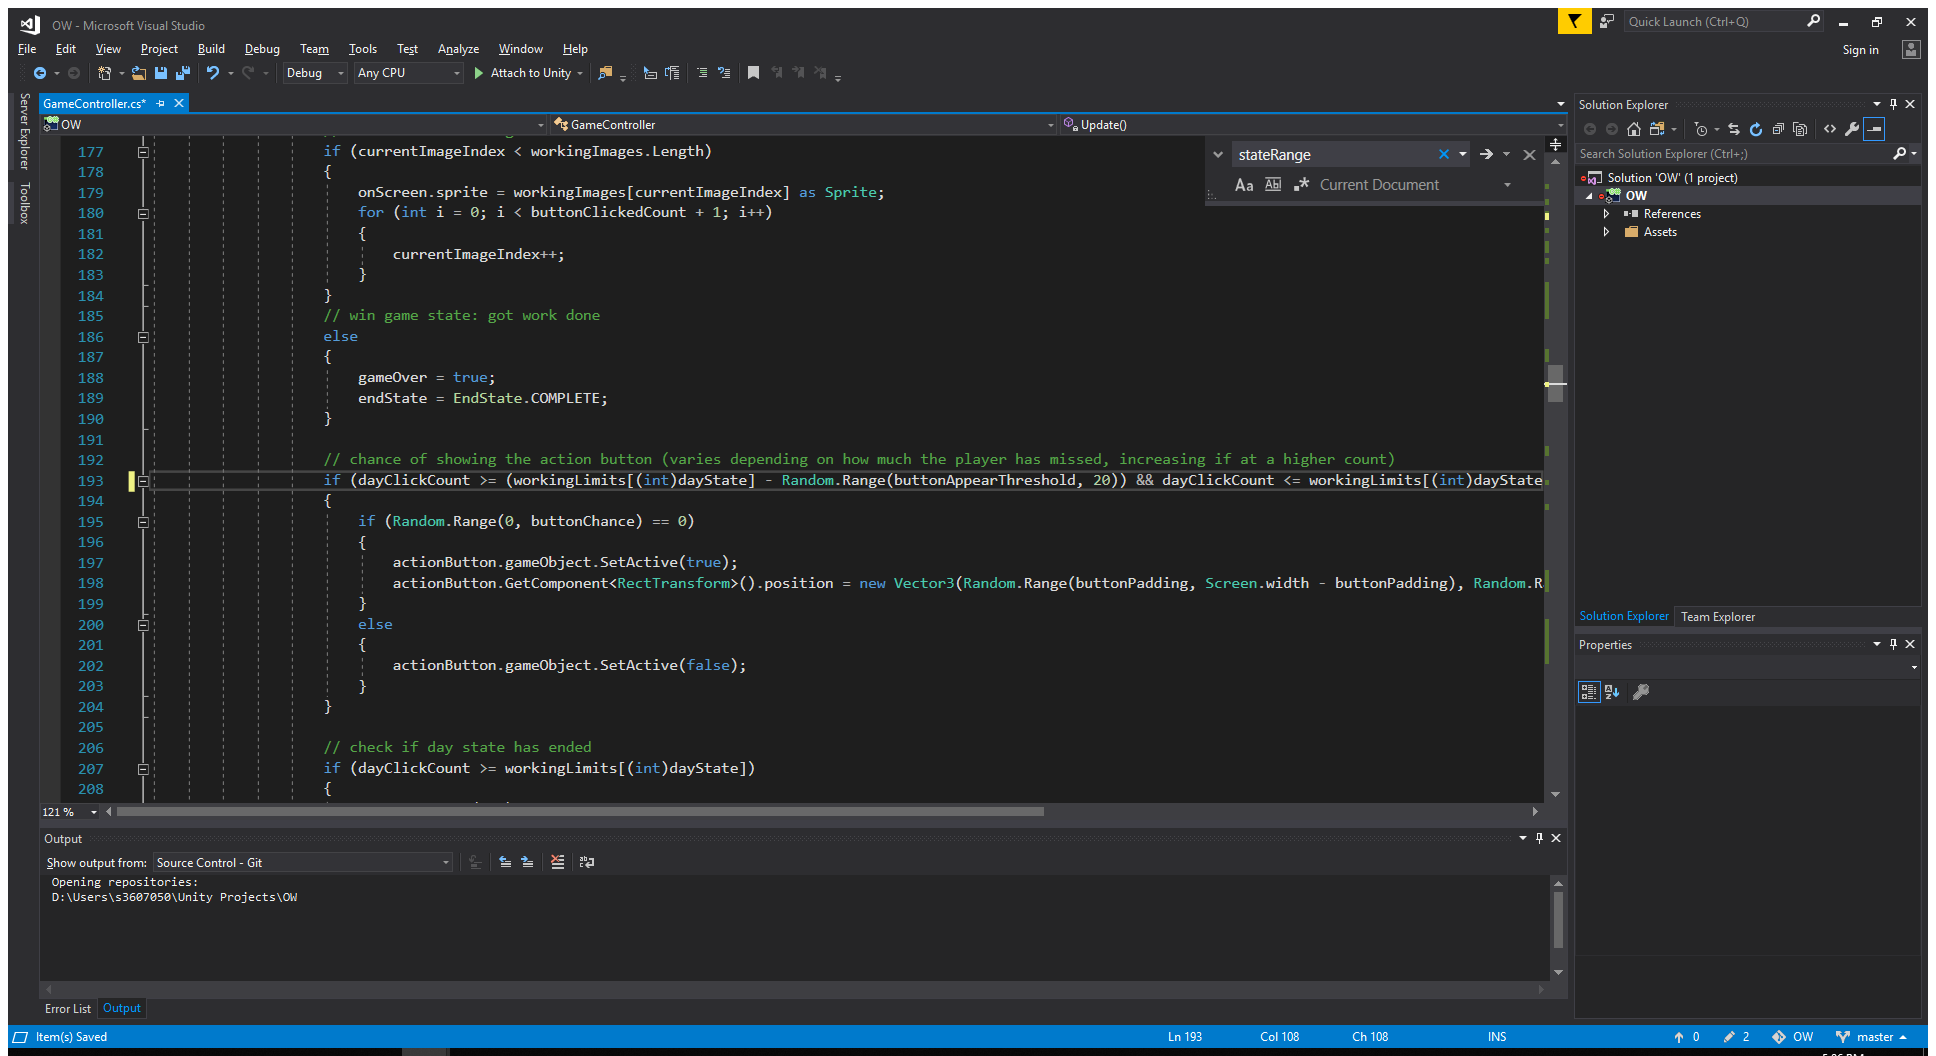 OW - Microsoft Visual Studio
Quick Launch (Ctrl+Q)
File Edit View Project Build Debug Team Tools Test Analyze Window Help
Sign in
Debug Any CPU Attach to Unity
Server Explorer
Toolbox
GameController.cs*
OW GameController Update()
stateRange
Aa Ab .* Current Document
177 if (currentImageIndex < workingImages.Length)
178 {
179 onScreen.sprite = workingImages[currentImageIndex] as Sprite;
180 for (int i = 0; i < buttonClickedCount + 1; i++)
181 {
182 currentImageIndex++;
183 }
184 }
185 // win game state: got work done
186 else
187 {
188 gameOver = true;
189 endState = EndState.COMPLETE;
190 }
191
192 // chance of showing the action button (varies depending on how much the player has missed, increasing if at a higher count)
193 if (dayClickCount >= (workingLimits[(int)dayState] - Random.Range(buttonAppearThreshold, 20)) && dayClickCount <= workingLimits[(int)dayState
194 {
195 if (Random.Range(0, buttonChance) == 0)
196 {
197 actionButton.gameObject.SetActive(true);
198 actionButton.GetComponent<RectTransform>().position = new Vector3(Random.Range(buttonPadding, Screen.width - buttonPadding), Random.R
199 }
200 else
201 {
202 actionButton.gameObject.SetActive(false);
203 }
204 }
205
206 // check if day state has ended
207 if (dayClickCount >= workingLimits[(int)dayState])
208 {
121 %
Solution Explorer
Search Solution Explorer (Ctrl+;)
Solution 'OW' (1 project)
OW
References
Assets
Solution Explorer Team Explorer
Properties
Output
Show output from: Source Control - Git
Opening repositories:
D:\Users\s3607050\Unity Projects\OW
Error List Output
Item(s) Saved Ln 193 Col 108 Ch 108 INS 0 2 OW master